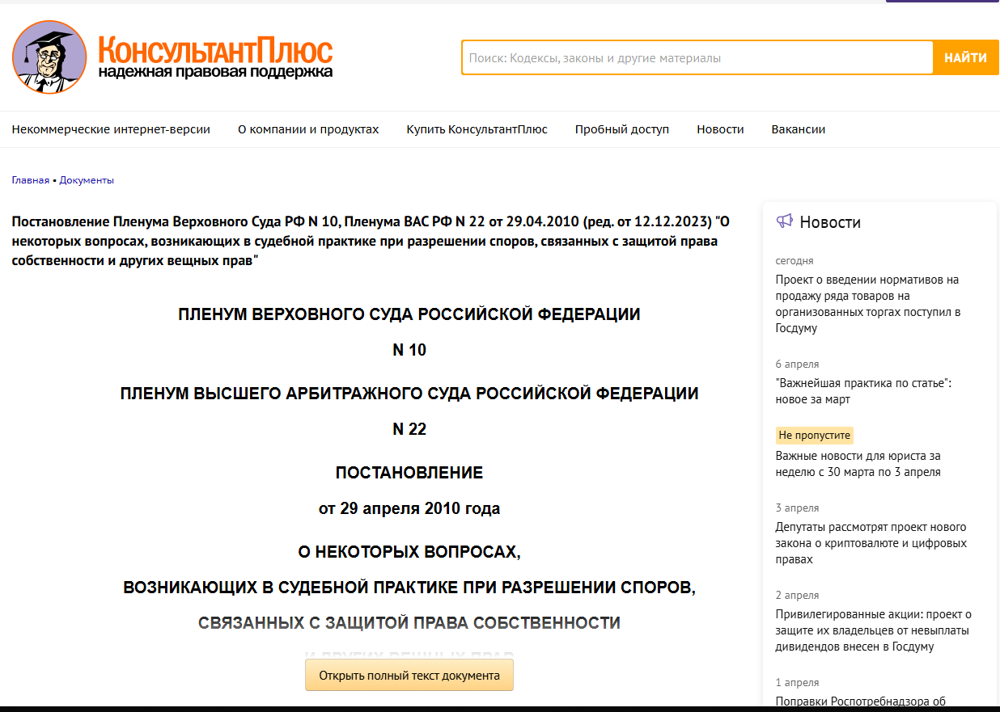 КонсультантПлюс
надежная правовая поддержка
Поиск: Кодексы, законы и другие материалы
НАЙТИ
Некоммерческие интернет-версии О компании и продуктах Купить КонсультантПлюс Пробный доступ Новости Вакансии
Главная • Документы
Постановление Пленума Верховного Суда РФ N 10, Пленума ВАС РФ N 22 от 29.04.2010 (ред. от 12.12.2023) "О
некоторых вопросах, возникающих в судебной практике при разрешении споров, связанных с защитой права
собственности и других вещных прав"
ПЛЕНУМ ВЕРХОВНОГО СУДА РОССИЙСКОЙ ФЕДЕРАЦИИ
N 10
ПЛЕНУМ ВЫСШЕГО АРБИТРАЖНОГО СУДА РОССИЙСКОЙ ФЕДЕРАЦИИ
N 22
ПОСТАНОВЛЕНИЕ
от 29 апреля 2010 года
О НЕКОТОРЫХ ВОПРОСАХ,
ВОЗНИКАЮЩИХ В СУДЕБНОЙ ПРАКТИКЕ ПРИ РАЗРЕШЕНИИ СПОРОВ,
СВЯЗАННЫХ С ЗАЩИТОЙ ПРАВА СОБСТВЕННОСТИ
И ДРУГИХ ВЕЩНЫХ ПРАВ
Открыть полный текст документа
Новости
сегодня
Проект о введении нормативов на
продажу ряда товаров на
организованных торгах поступил в
Госдуму
6 апреля
"Важнейшая практика по статье":
новое за март
Не пропустите
Важные новости для юриста за
неделю с 30 марта по 3 апреля
3 апреля
Депутаты рассмотрят проект нового
закона о криптовалюте и цифровых
правах
2 апреля
Привилегированные акции: проект о
защите их владельцев от невыплаты
дивидендов внесен в Госдуму
1 апреля
Поправки Роспотребнадзора об